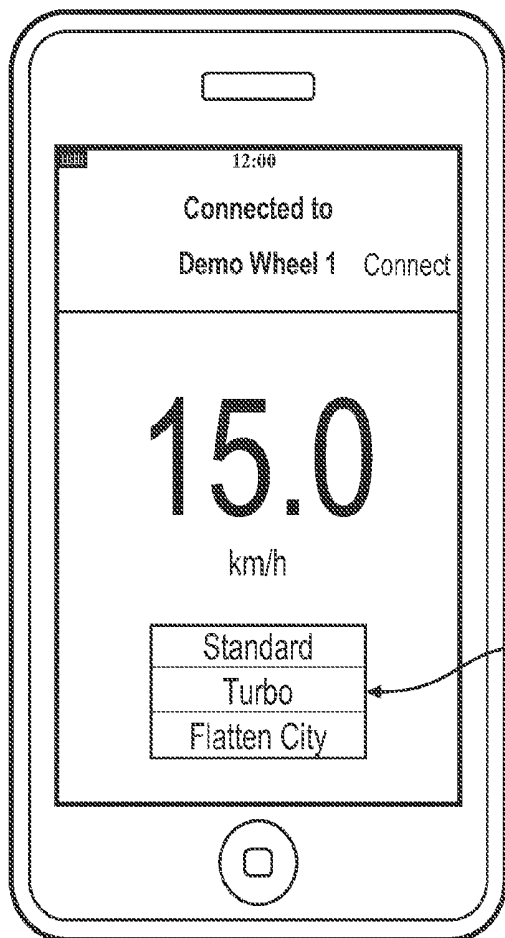 12:00
Connected to
Demo Wheel 1 Connect
15.0
km/h
Standard
Turbo
Flatten City